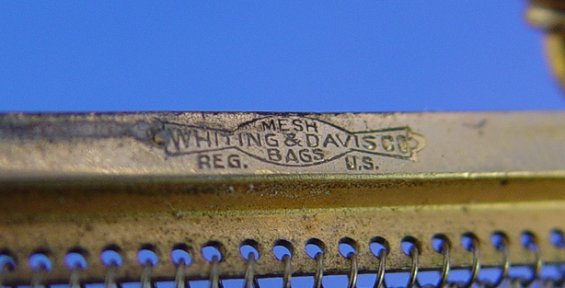 MESH
WHITING & DAVIS CO
BAGS
REG. U.S.